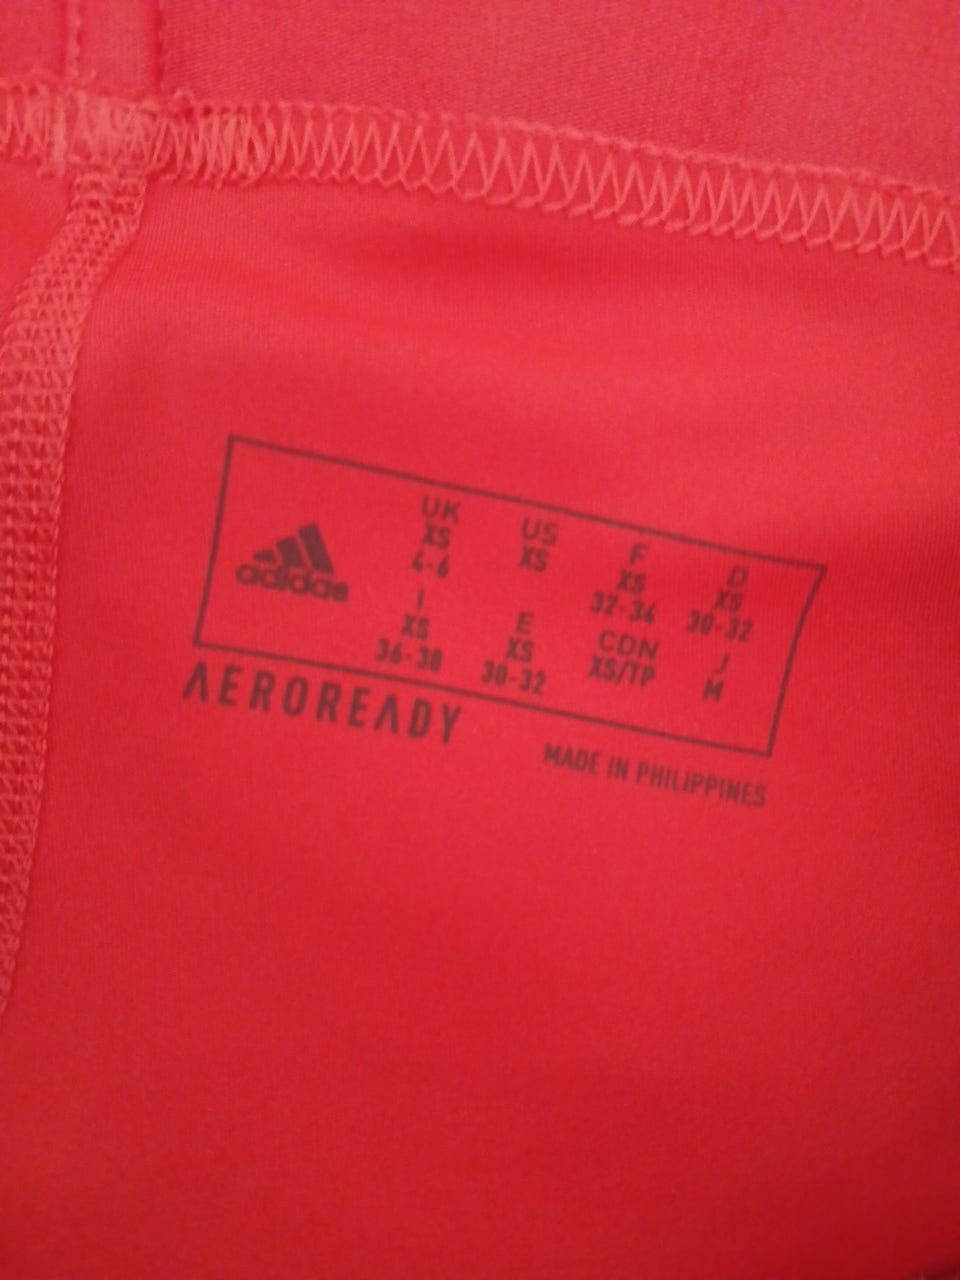 adidas
UK US F D
XS XS XS XS
4-6 32-34 30-32
I E CDN J
XS XS XS/TP M
36-38 30-32
AEROREADY
MADE IN PHILIPPINES